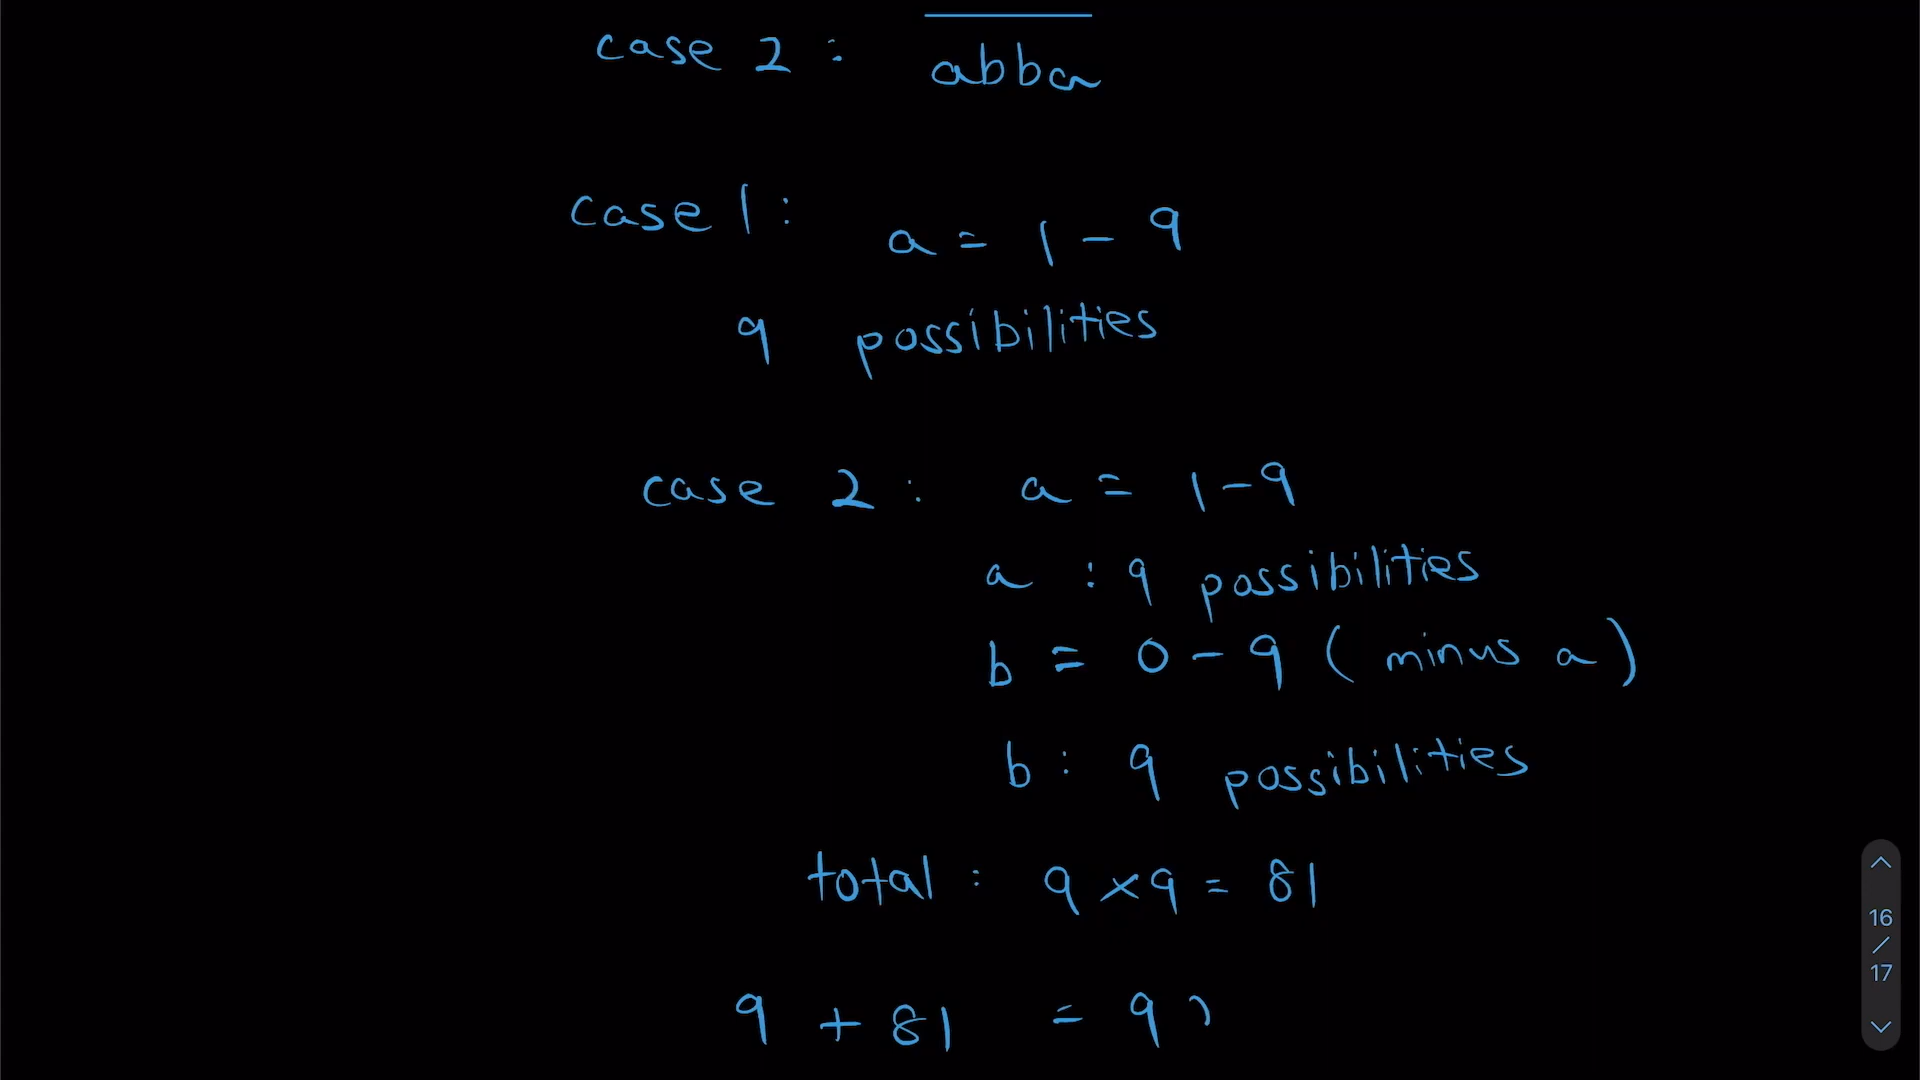 case 2 : abba
case 1 : a = 1 - 9
9 possibilities
case 2 : a = 1 - 9
a : 9 possibilities
b = 0 - 9 ( minus a )
b : 9 possibilities
total : 9 × 9 = 81
9 + 81 = 9
16
/
17